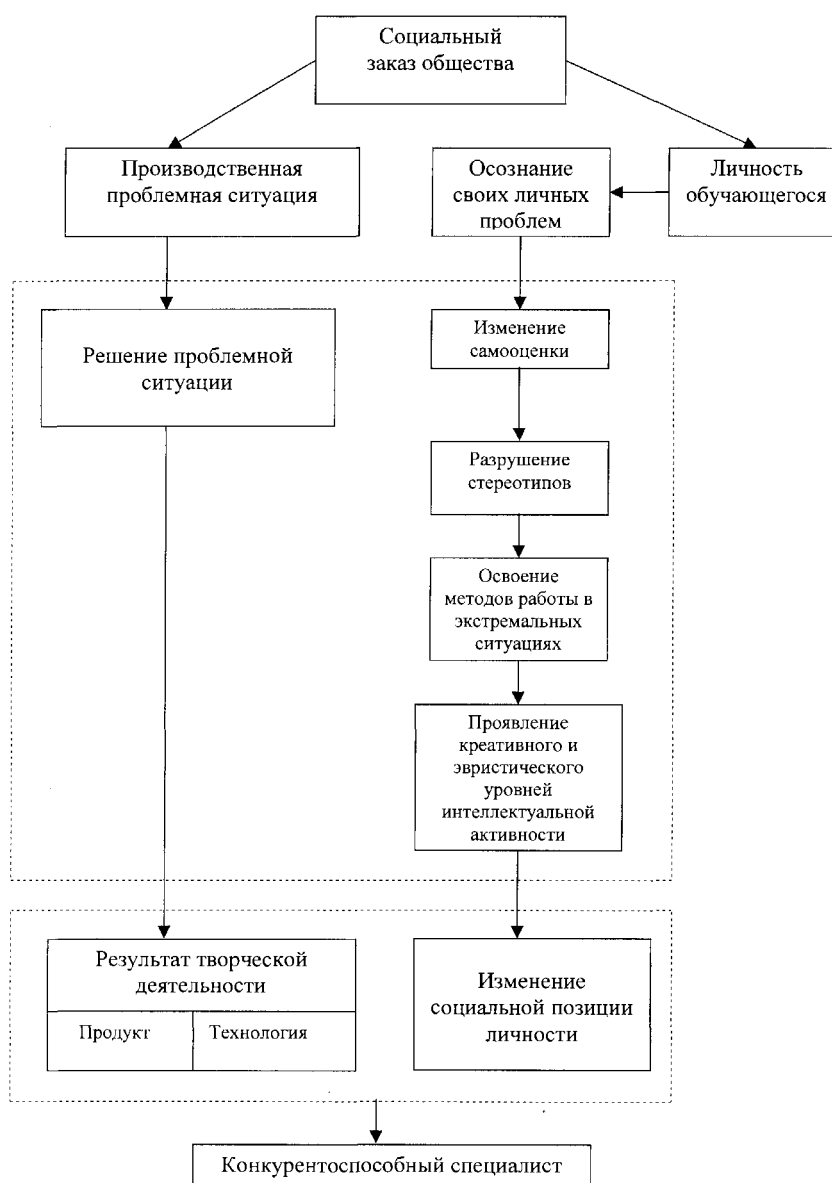 Социальный
заказ общества
Производственная
проблемная ситуация
Осознание
своих личных
проблем
Личность
обучающегося
Решение проблемной
ситуации
Изменение
самооценки
Разрушение
стереотипов
Освоение
методов работы в
экстремальных
ситуациях
Проявление
креативного и
эвристического
уровней
интеллектуальной
активности
Результат творческой
деятельности
Продукт
Технология
Изменение
социальной позиции
личности
Конкурентоспособный специалист